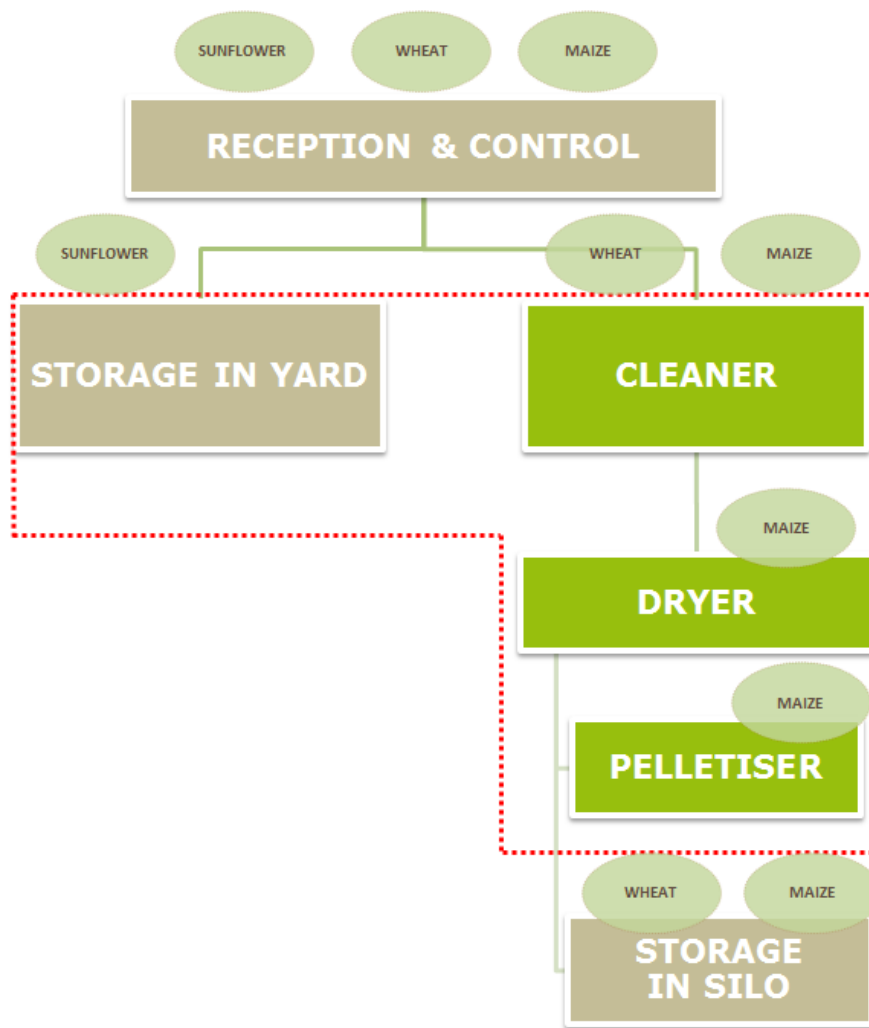 SUNFLOWER WHEAT MAIZE
RECEPTION & CONTROL
SUNFLOWER WHEAT MAIZE
STORAGE IN YARD CLEANER
MAIZE
DRYER
MAIZE
PELLETISER
WHEAT MAIZE
STORAGE
IN SILO